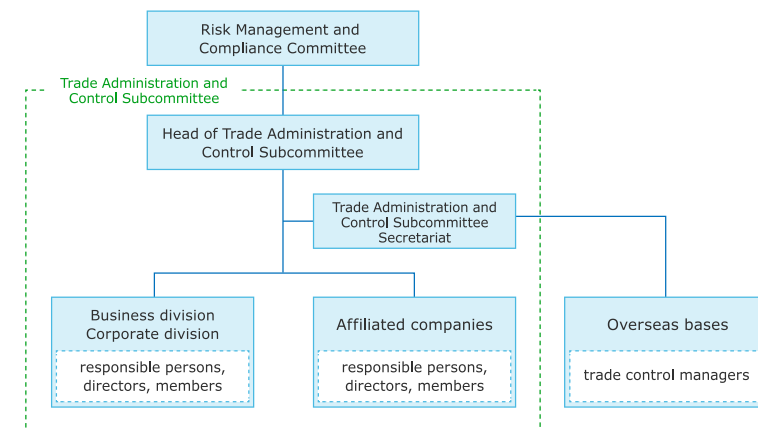 Risk Management and
Compliance Committee
Trade Administration and
Control Subcommittee
Head of Trade Administration and
Control Subcommittee
Trade Administration and
Control Subcommittee
Secretariat
Business division
Corporate division
responsible persons,
directors, members
Affiliated companies
responsible persons,
directors, members
Overseas bases
trade control managers